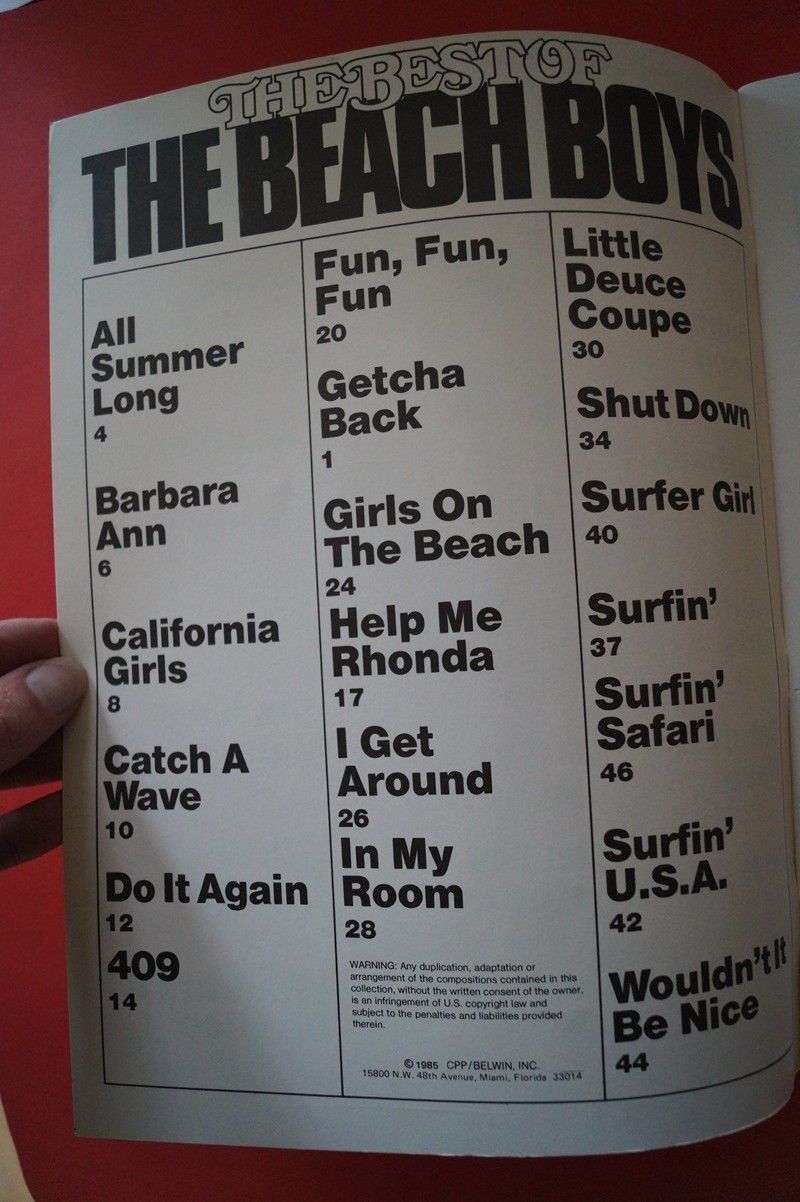 THE BEST OF
THE BEACH BOYS
All
Summer
Long
4
Barbara
Ann
6
California
Girls
8
Catch A
Wave
10
Do It Again
12
409
14
Fun, Fun,
Fun
20
Getcha
Back
1
Girls On
The Beach
24
Help Me
Rhonda
17
I Get
Around
26
In My
Room
28
WARNING: Any duplication, adaptation or
arrangement of the compositions contained in this
collection, without the written consent of the owner,
is an infringement of U.S. copyright law and
subject to the penalties and liabilities provided
therein.
© 1985 CPP/BELWIN, INC.
15800 N.W. 48th Avenue, Miami, Florida 33014
Little
Deuce
Coupe
30
Shut Down
34
Surfer Girl
40
Surfin'
37
Surfin'
Safari
46
Surfin'
U.S.A.
42
Wouldn't It
Be Nice
44